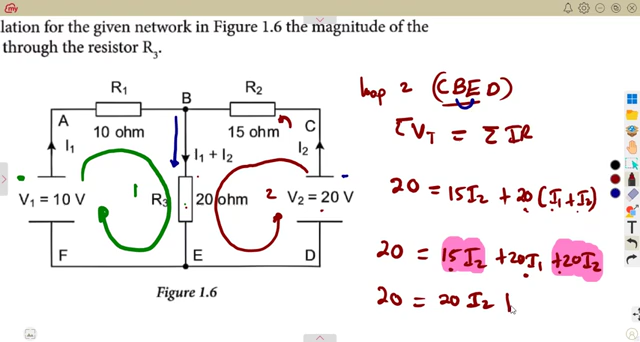 lation for the given network in Figure 1.6 the magnitude of the
through the resistor R3.
R1
B
R2
A
10 ohm
15 ohm
C
I1
I1 + I2
I2
1
V1 = 10 V
R3
20 ohm
2
V2 = 20 V
F
E
D
Figure 1.6
loop 2 (CBED)
ΣVT = ΣIR
20 = 15I2 + 20(I1 + I2)
20 = 15I2 + 20I1 + 20I2
20 = 20 I2